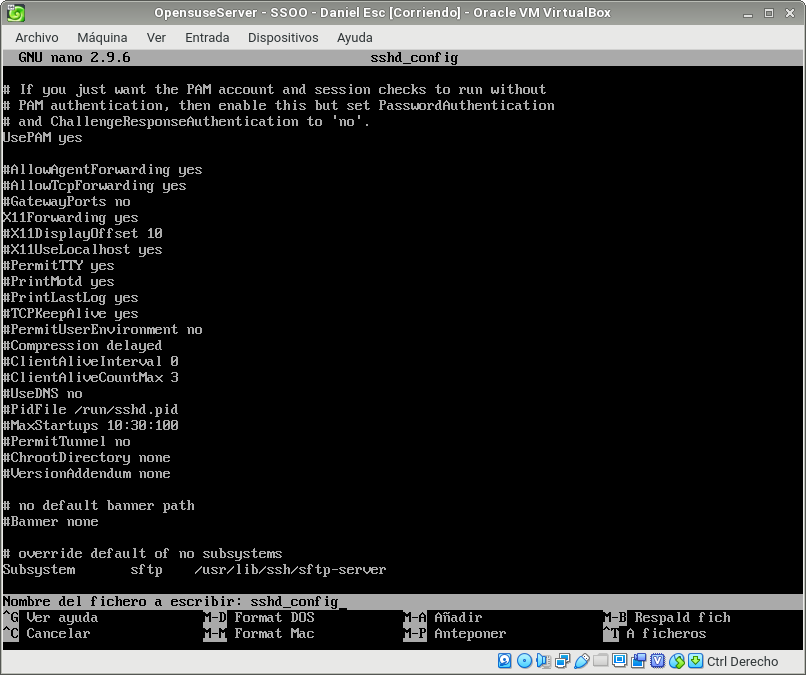 OpensuseServer - SSOO - Daniel Esc [Corriendo] - Oracle VM VirtualBox
Archivo Máquina Ver Entrada Dispositivos Ayuda
GNU nano 2.9.6 sshd_config
# If you just want the PAM account and session checks to run without
# PAM authentication, then enable this but set PasswordAuthentication
# and ChallengeResponseAuthentication to 'no'.
UsePAM yes
#AllowAgentForwarding yes
#AllowTcpForwarding yes
#GatewayPorts no
X11Forwarding yes
#X11DisplayOffset 10
#X11UseLocalhost yes
#PermitTTY yes
#PrintMotd yes
#PrintLastLog yes
#TCPKeepAlive yes
#PermitUserEnvironment no
#Compression delayed
#ClientAliveInterval 0
#ClientAliveCountMax 3
#UseDNS no
#PidFile /run/sshd.pid
#MaxStartups 10:30:100
#PermitTunnel no
#ChrootDirectory none
#VersionAddendum none
# no default banner path
#Banner none
# override default of no subsystems
Subsystem sftp /usr/lib/ssh/sftp-server
Nombre del fichero a escribir: sshd_config_
^G Ver ayuda M-D Format DOS M-A Añadir M-B Respald fich
^C Cancelar M-M Format Mac M-P Anteponer ^T A ficheros
Ctrl Derecho